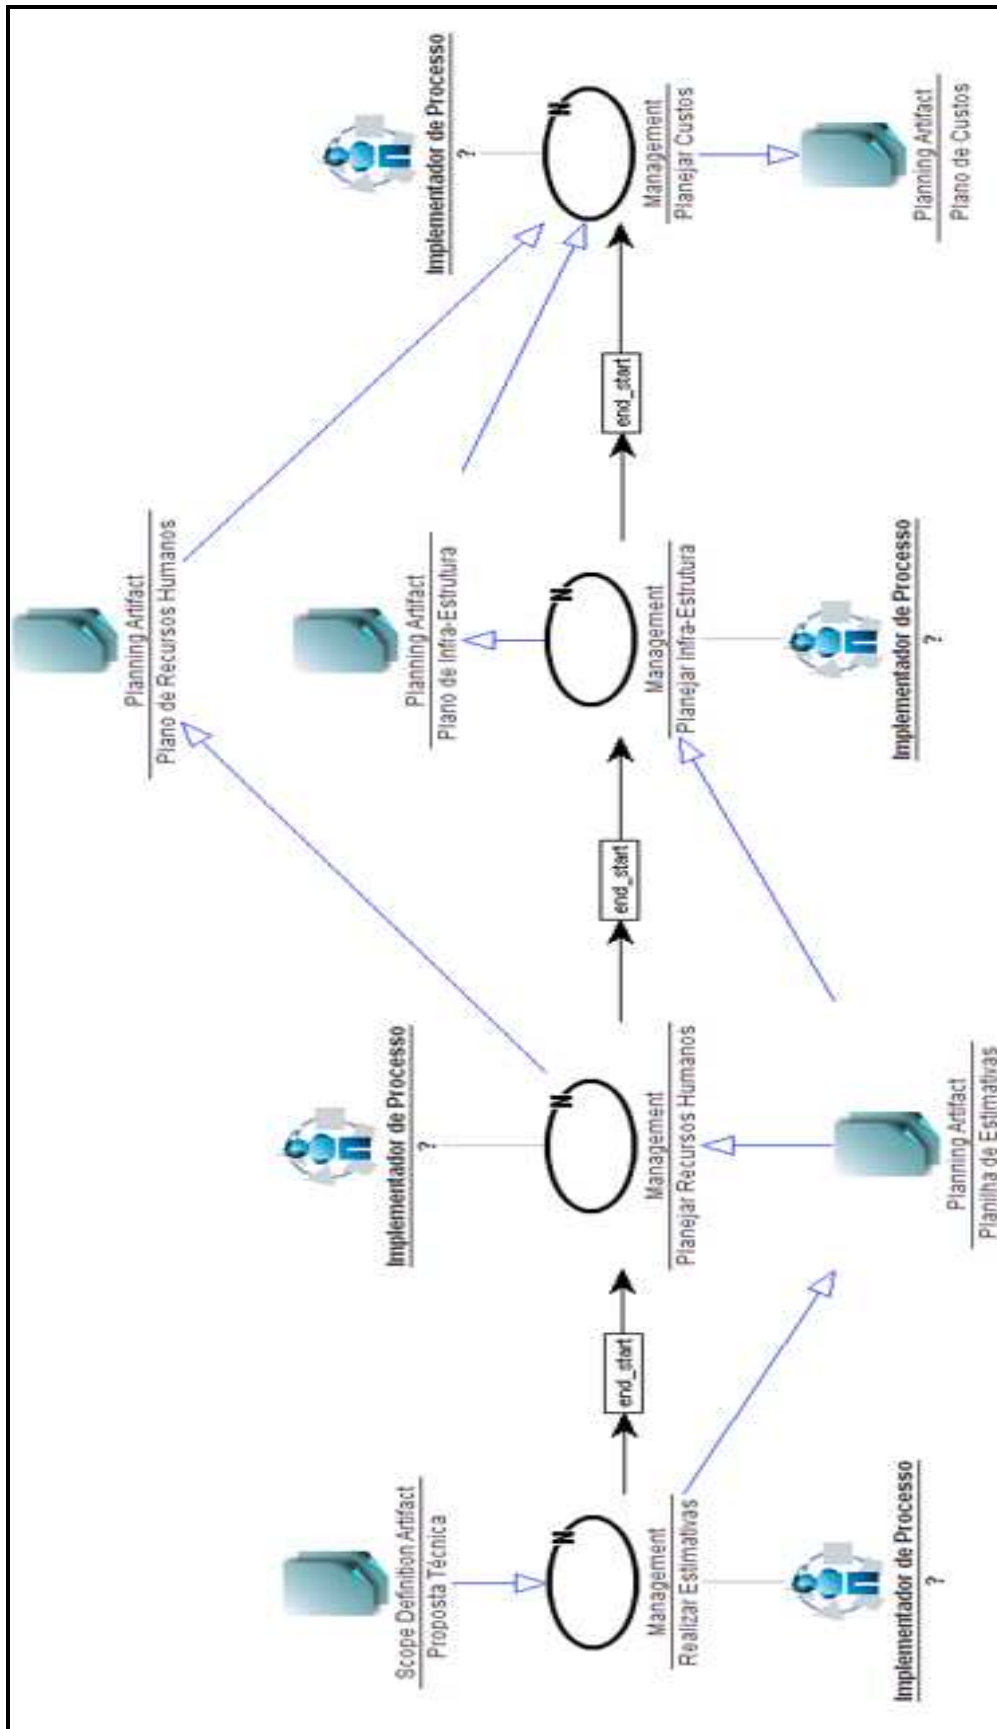 Scope Definition Artifact
Proposta Técnica
N
Management
Realizar Estimativas
Implementador de Processo
?
end_start
Implementador de Processo
?
N
Management
Planejar Recursos Humanos
Planning Artifact
Planilha de Estimativas
end_start
Planning Artifact
Plano de Recursos Humanos
Planning Artifact
Plano de Infra-Estrutura
N
Management
Planejar Infra-Estrutura
Implementador de Processo
?
end_start
Implementador de Processo
?
N
Management
Planejar Custos
Planning Artifact
Plano de Custos